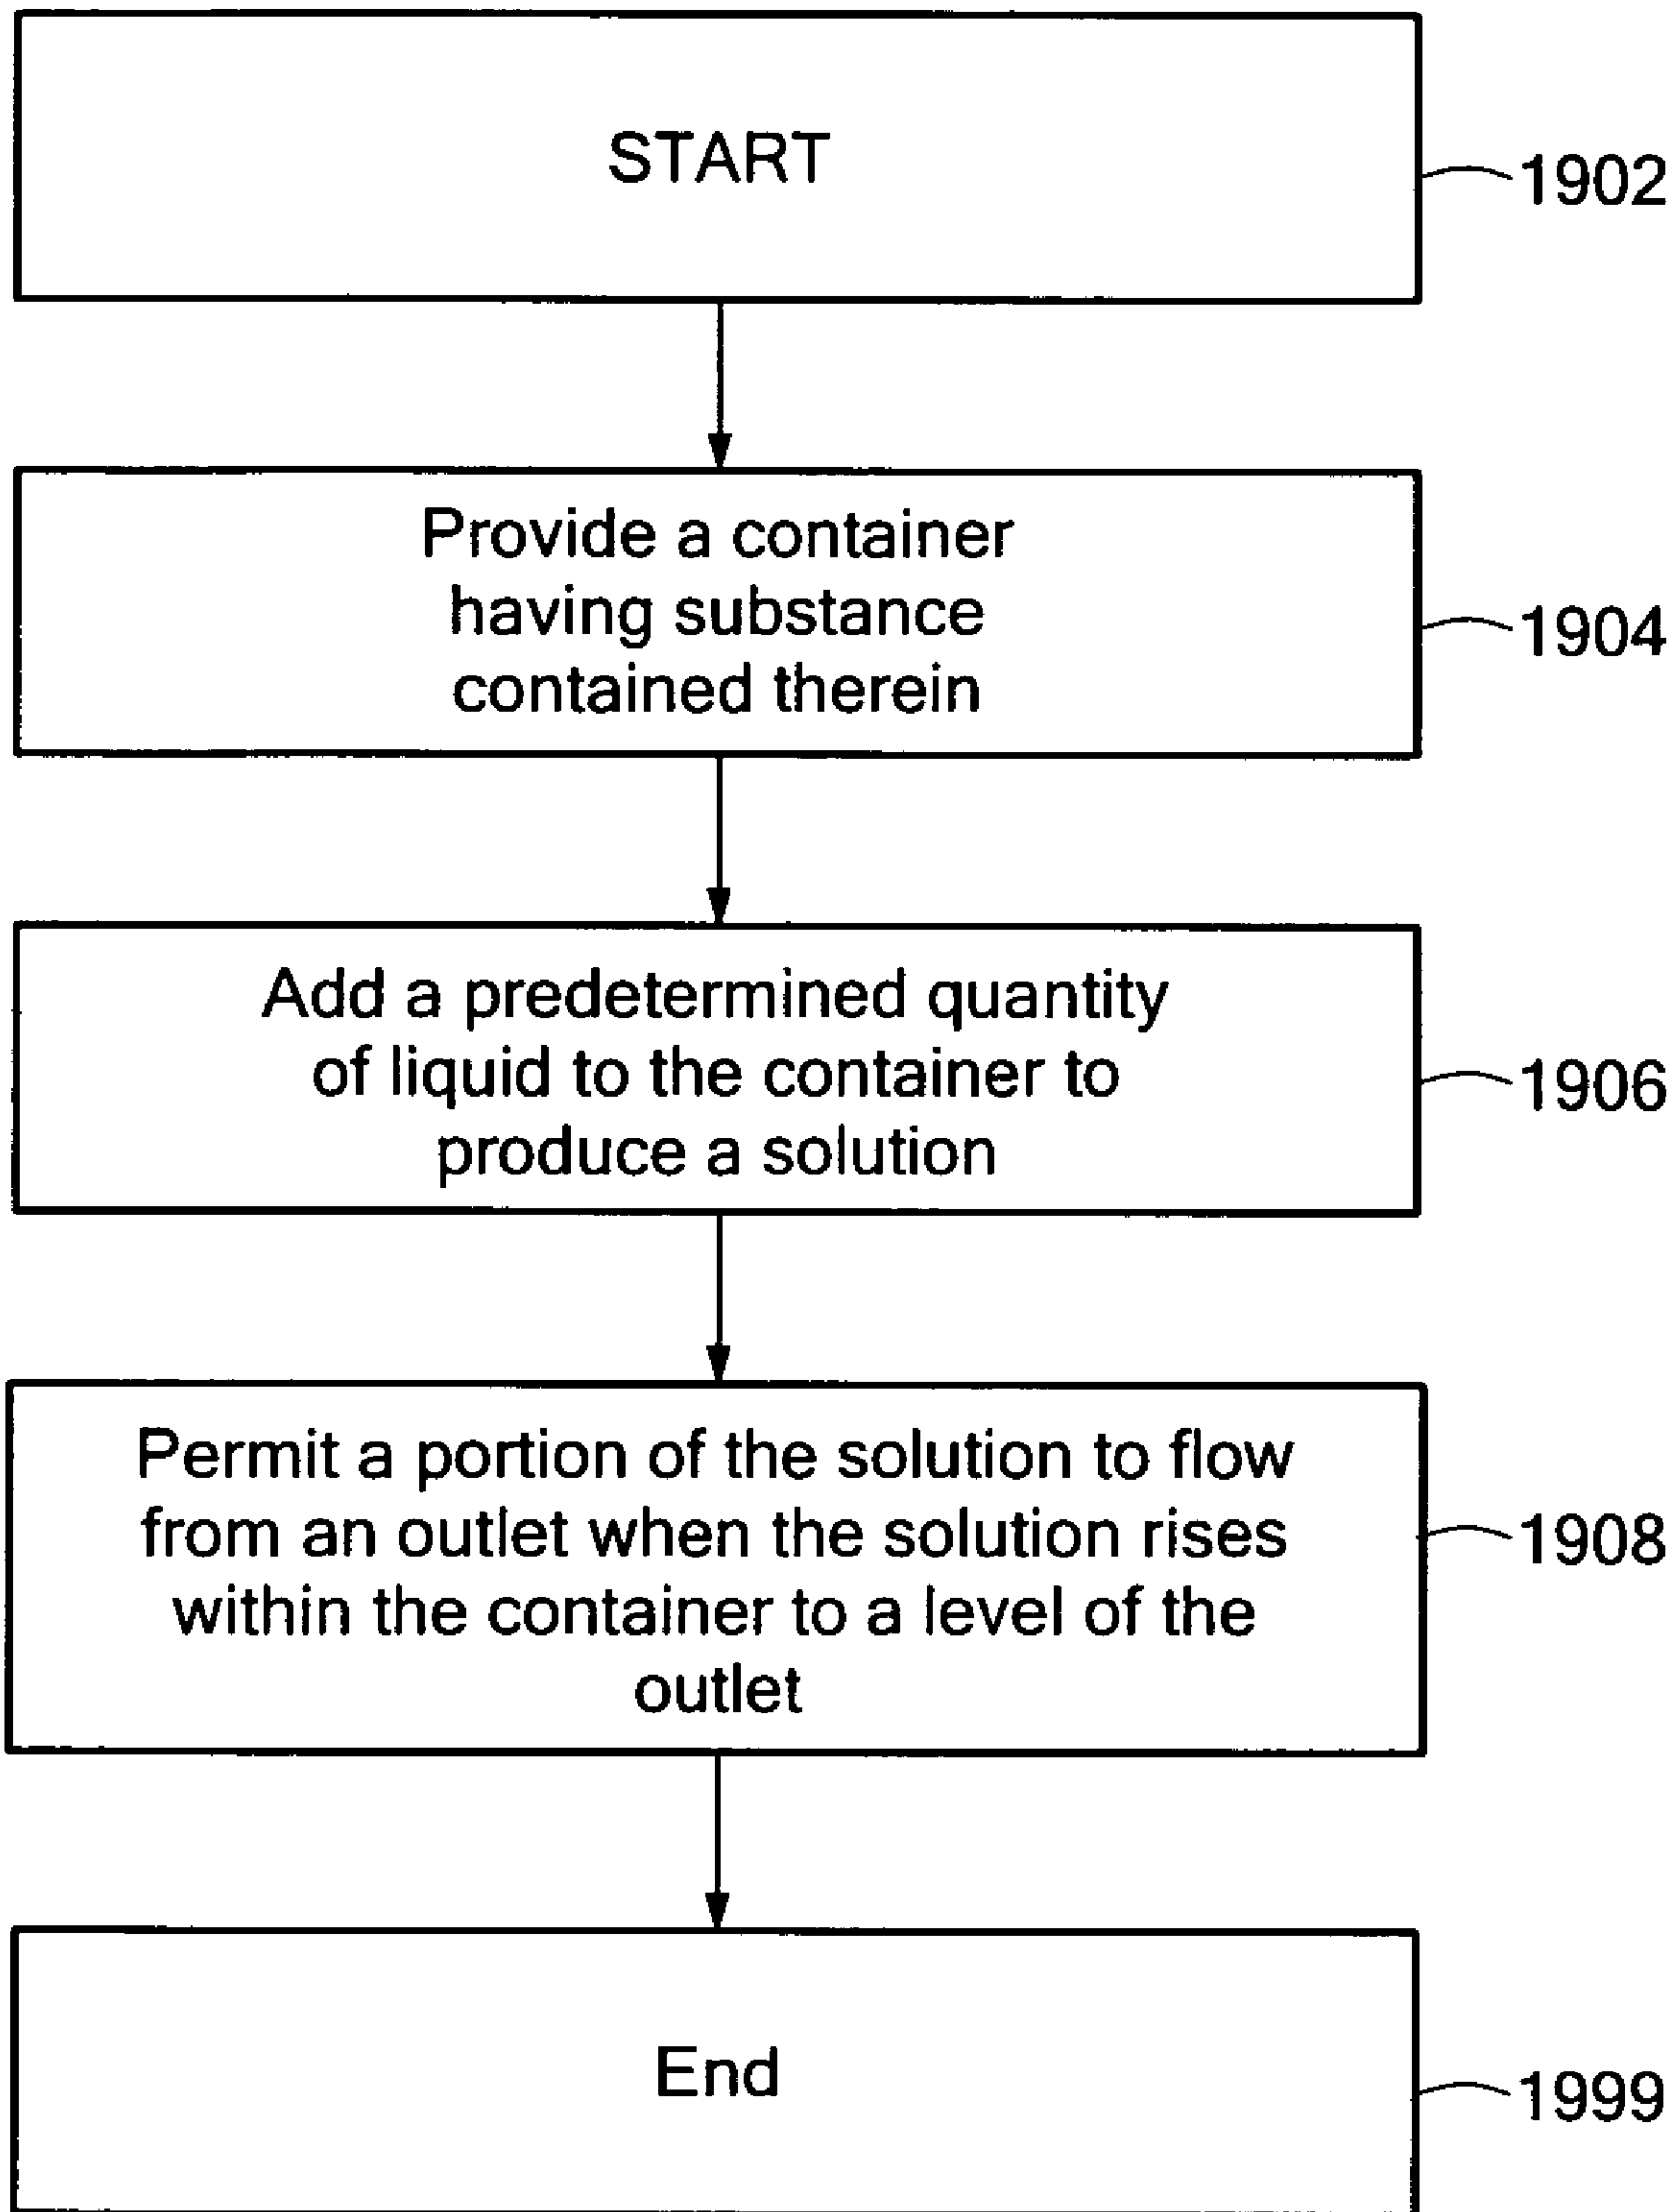 START
1902
Provide a container
having substance
contained therein
1904
Add a predetermined quantity
of liquid to the container to
produce a solution
1906
Permit a portion of the solution to flow
from an outlet when the solution rises
within the container to a level of the
outlet
1908
End
1999